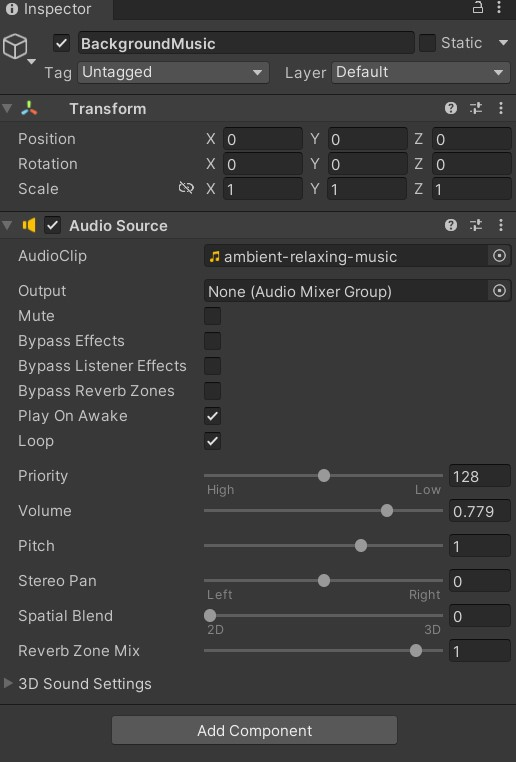 Inspector
BackgroundMusic Static
Tag Untagged Layer Default
Transform
Position X 0 Y 0 Z 0
Rotation X 0 Y 0 Z 0
Scale X 1 Y 1 Z 1
Audio Source
AudioClip ambient-relaxing-music
Output None (Audio Mixer Group)
Mute
Bypass Effects
Bypass Listener Effects
Bypass Reverb Zones
Play On Awake
Loop
Priority 128
High Low
Volume 0.779
Pitch 1
Stereo Pan 0
Left Right
Spatial Blend 0
2D 3D
Reverb Zone Mix 1
3D Sound Settings
Add Component